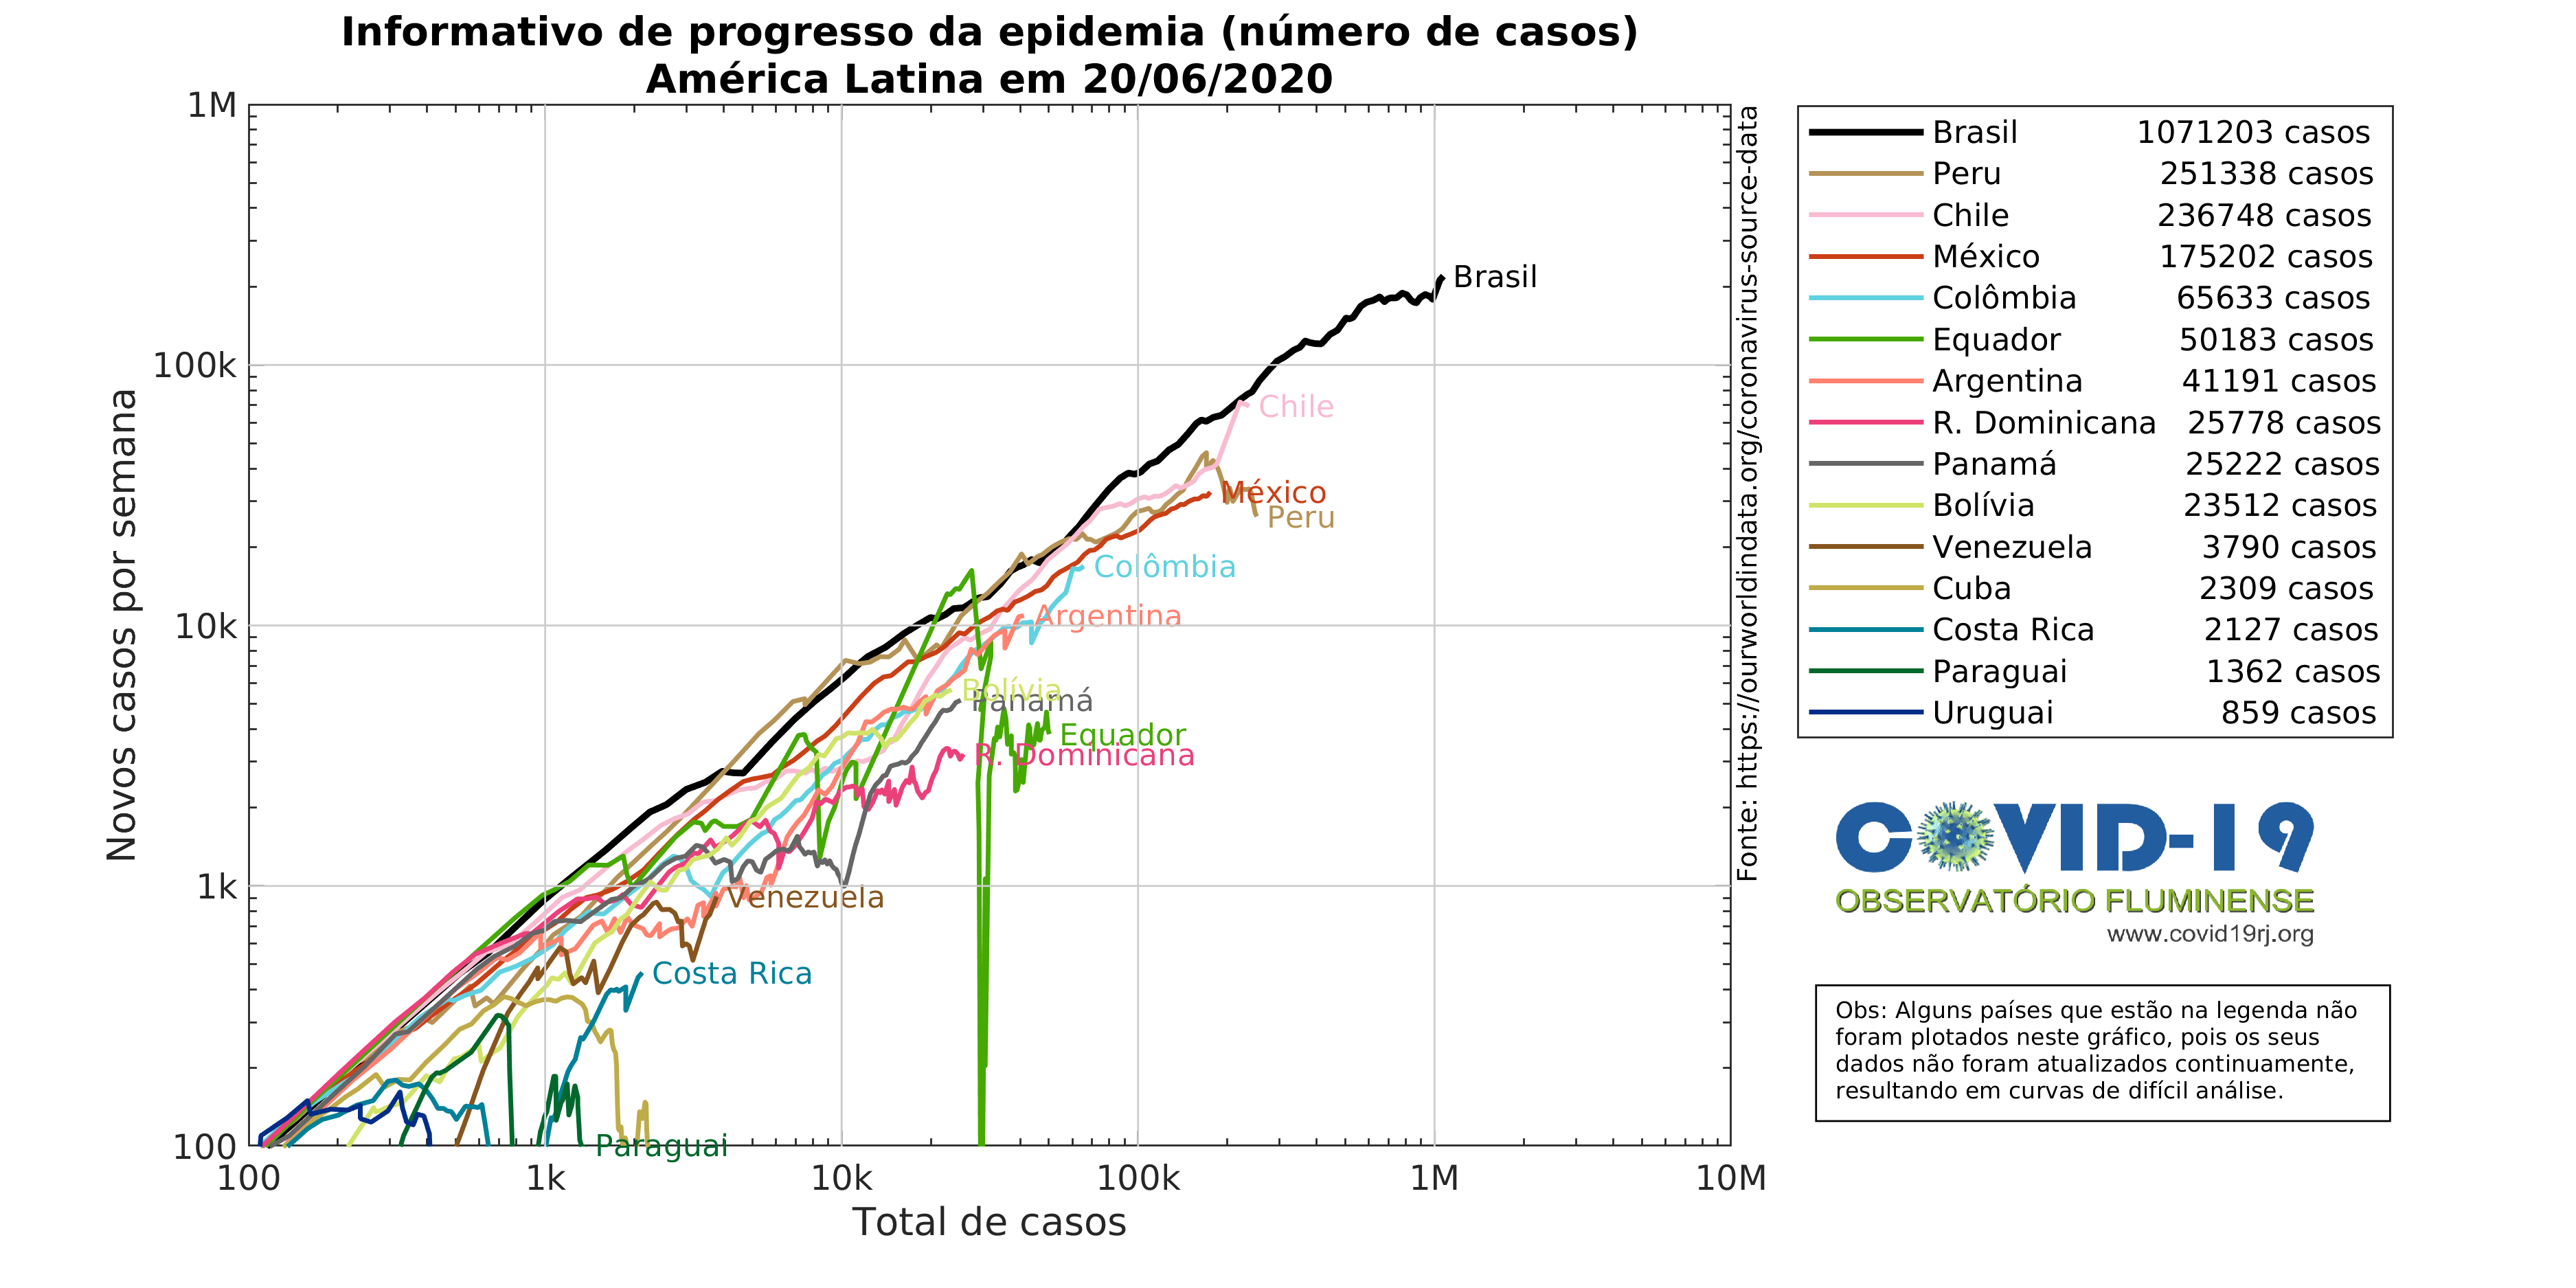 Informativo de progresso da epidemia (número de casos)
América Latina em 20/06/2020
1M
100k
10k
1k
100
100
1k
10k
100k
1M
10M
Novos casos por semana
Total de casos
Fonte: https://ourworldindata.org/coronavirus-source-data
Brasil
Chile
México
Peru
Colômbia
Argentina
Bolívia
Panamá
Equador
R. Dominicana
Venezuela
Costa Rica
Paraguai
Brasil 1071203 casos
Peru 251338 casos
Chile 236748 casos
México 175202 casos
Colômbia 65633 casos
Equador 50183 casos
Argentina 41191 casos
R. Dominicana 25778 casos
Panamá 25222 casos
Bolívia 23512 casos
Venezuela 3790 casos
Cuba 2309 casos
Costa Rica 2127 casos
Paraguai 1362 casos
Uruguai 859 casos
COVID-19
OBSERVATÓRIO FLUMINENSE
www.covid19rj.org
Obs: Alguns países que estão na legenda não
foram plotados neste gráfico, pois os seus
dados não foram atualizados continuamente,
resultando em curvas de difícil análise.